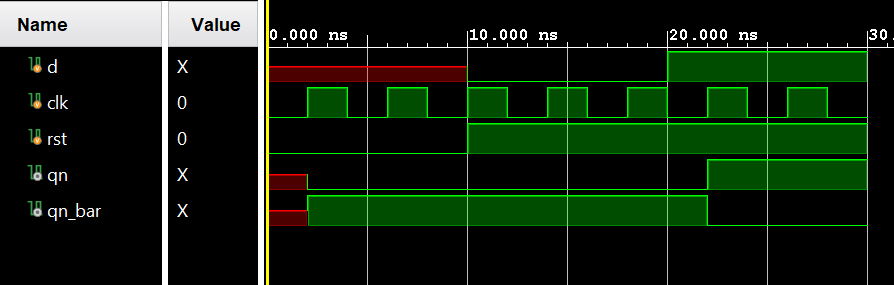 Name Value
0.000 ns 10.000 ns 20.000 ns 30.
d X
clk 0
rst 0
qn X
qn_bar X